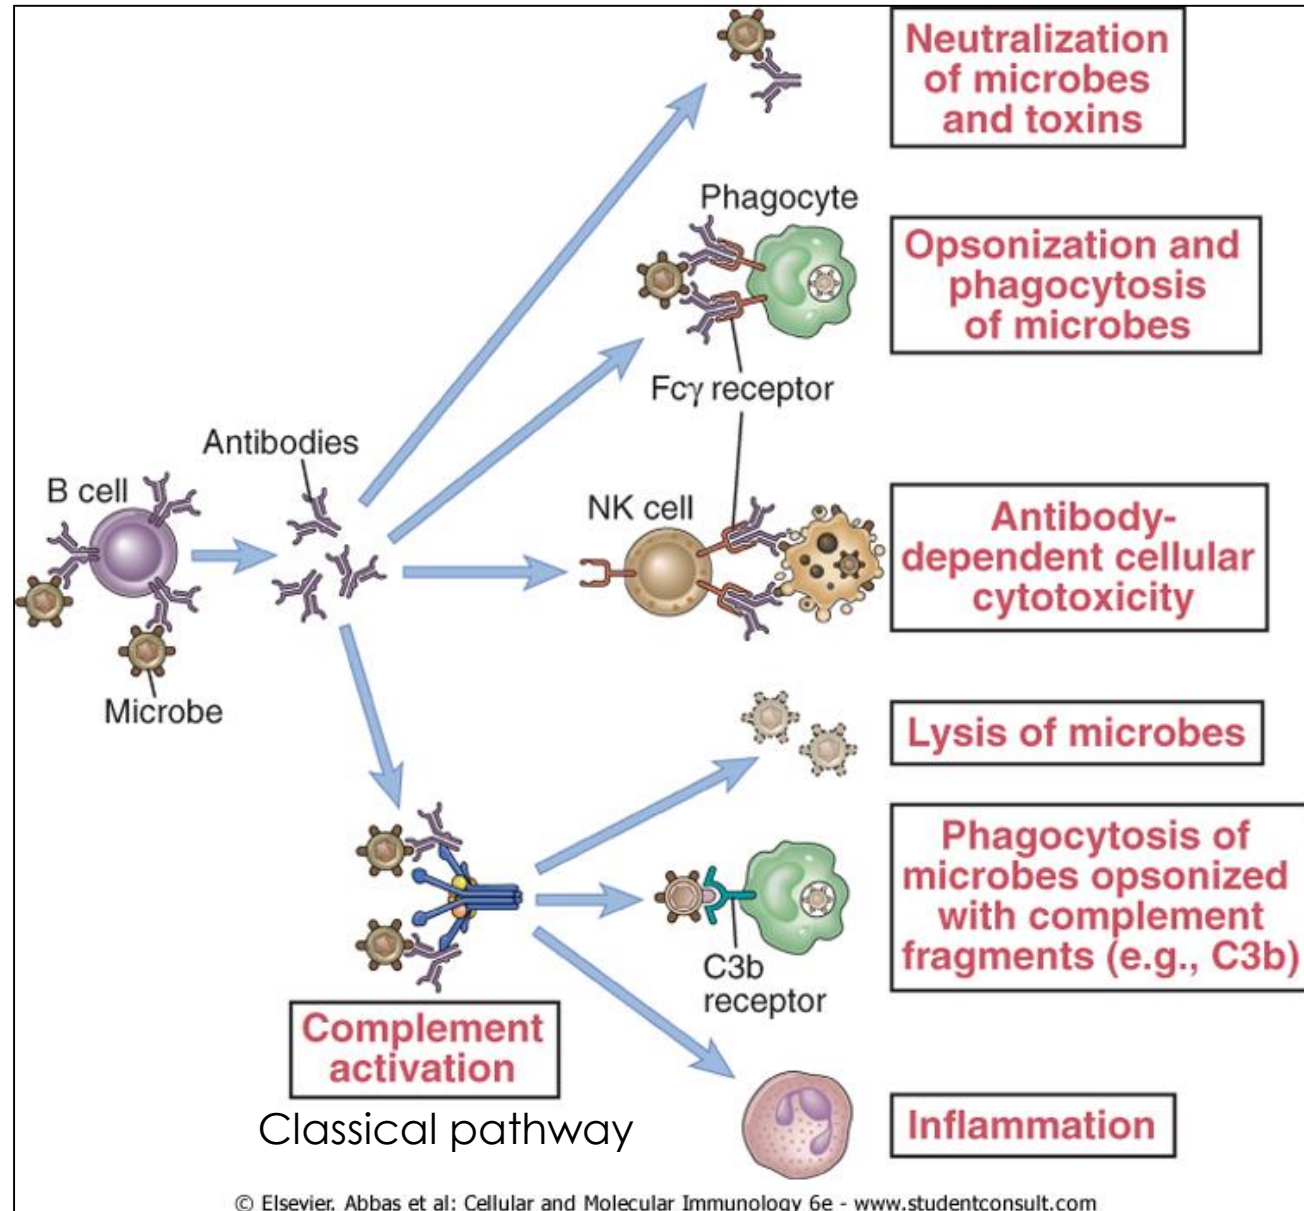 Neutralization
of microbes
and toxins
Phagocyte
Opsonization and
phagocytosis
of microbes
Fcγ receptor
Antibodies
B cell
NK cell
Antibody-
dependent cellular
cytotoxicity
Microbe
Lysis of microbes
Phagocytosis of
microbes opsonized
with complement
fragments (e.g., C3b)
C3b
receptor
Complement
activation
Classical pathway
Inflammation
© Elsevier. Abbas et al: Cellular and Molecular Immunology 6e - www.studentconsult.com